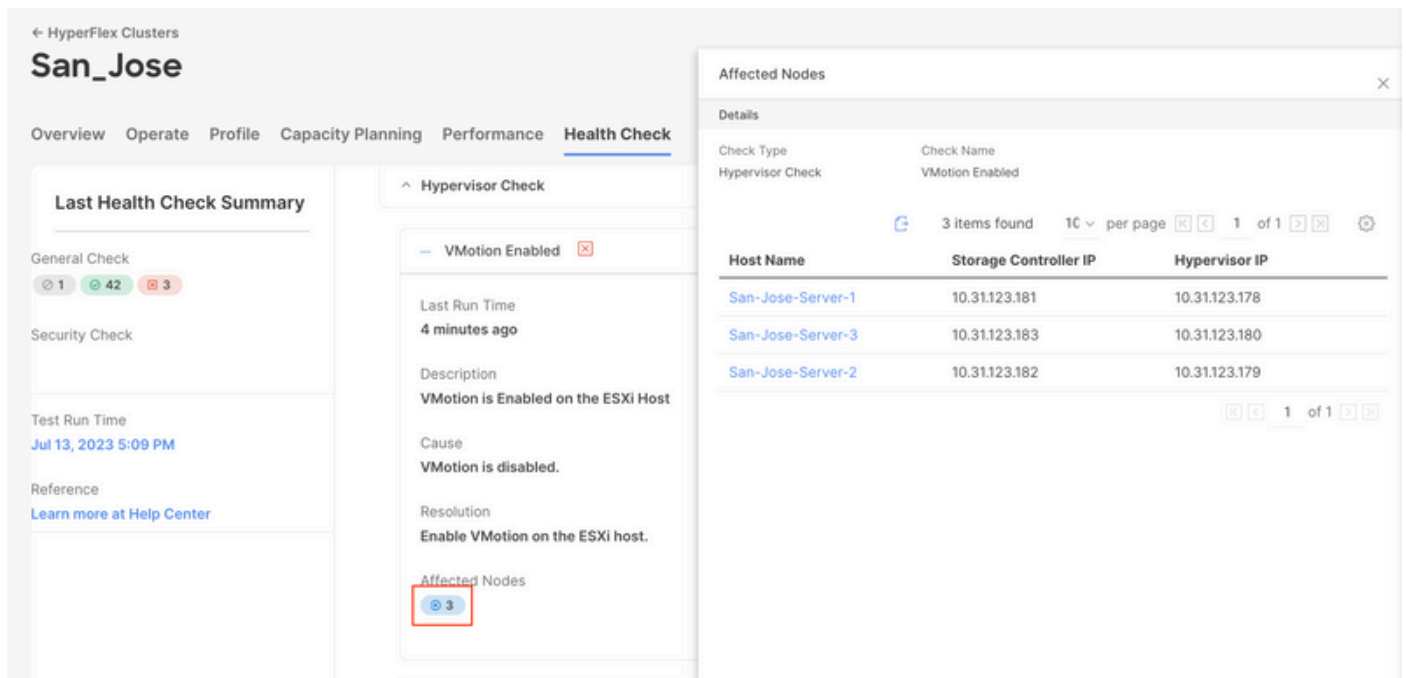 ← HyperFlex Clusters
San_Jose
Overview Operate Profile Capacity Planning Performance Health Check
Last Health Check Summary
General Check
1 42 3
Security Check
Test Run Time
Jul 13, 2023 5:09 PM
Reference
Learn more at Help Center
Hypervisor Check
VMotion Enabled
Last Run Time
4 minutes ago
Description
VMotion is Enabled on the ESXi Host
Cause
VMotion is disabled.
Resolution
Enable VMotion on the ESXi host.
Affected Nodes
3
Affected Nodes
Details
Check Type Check Name
Hypervisor Check VMotion Enabled
3 items found 10 per page 1 of 1
Host Name Storage Controller IP Hypervisor IP
San-Jose-Server-1 10.31.123.181 10.31.123.178
San-Jose-Server-3 10.31.123.183 10.31.123.180
San-Jose-Server-2 10.31.123.182 10.31.123.179
1 of 1